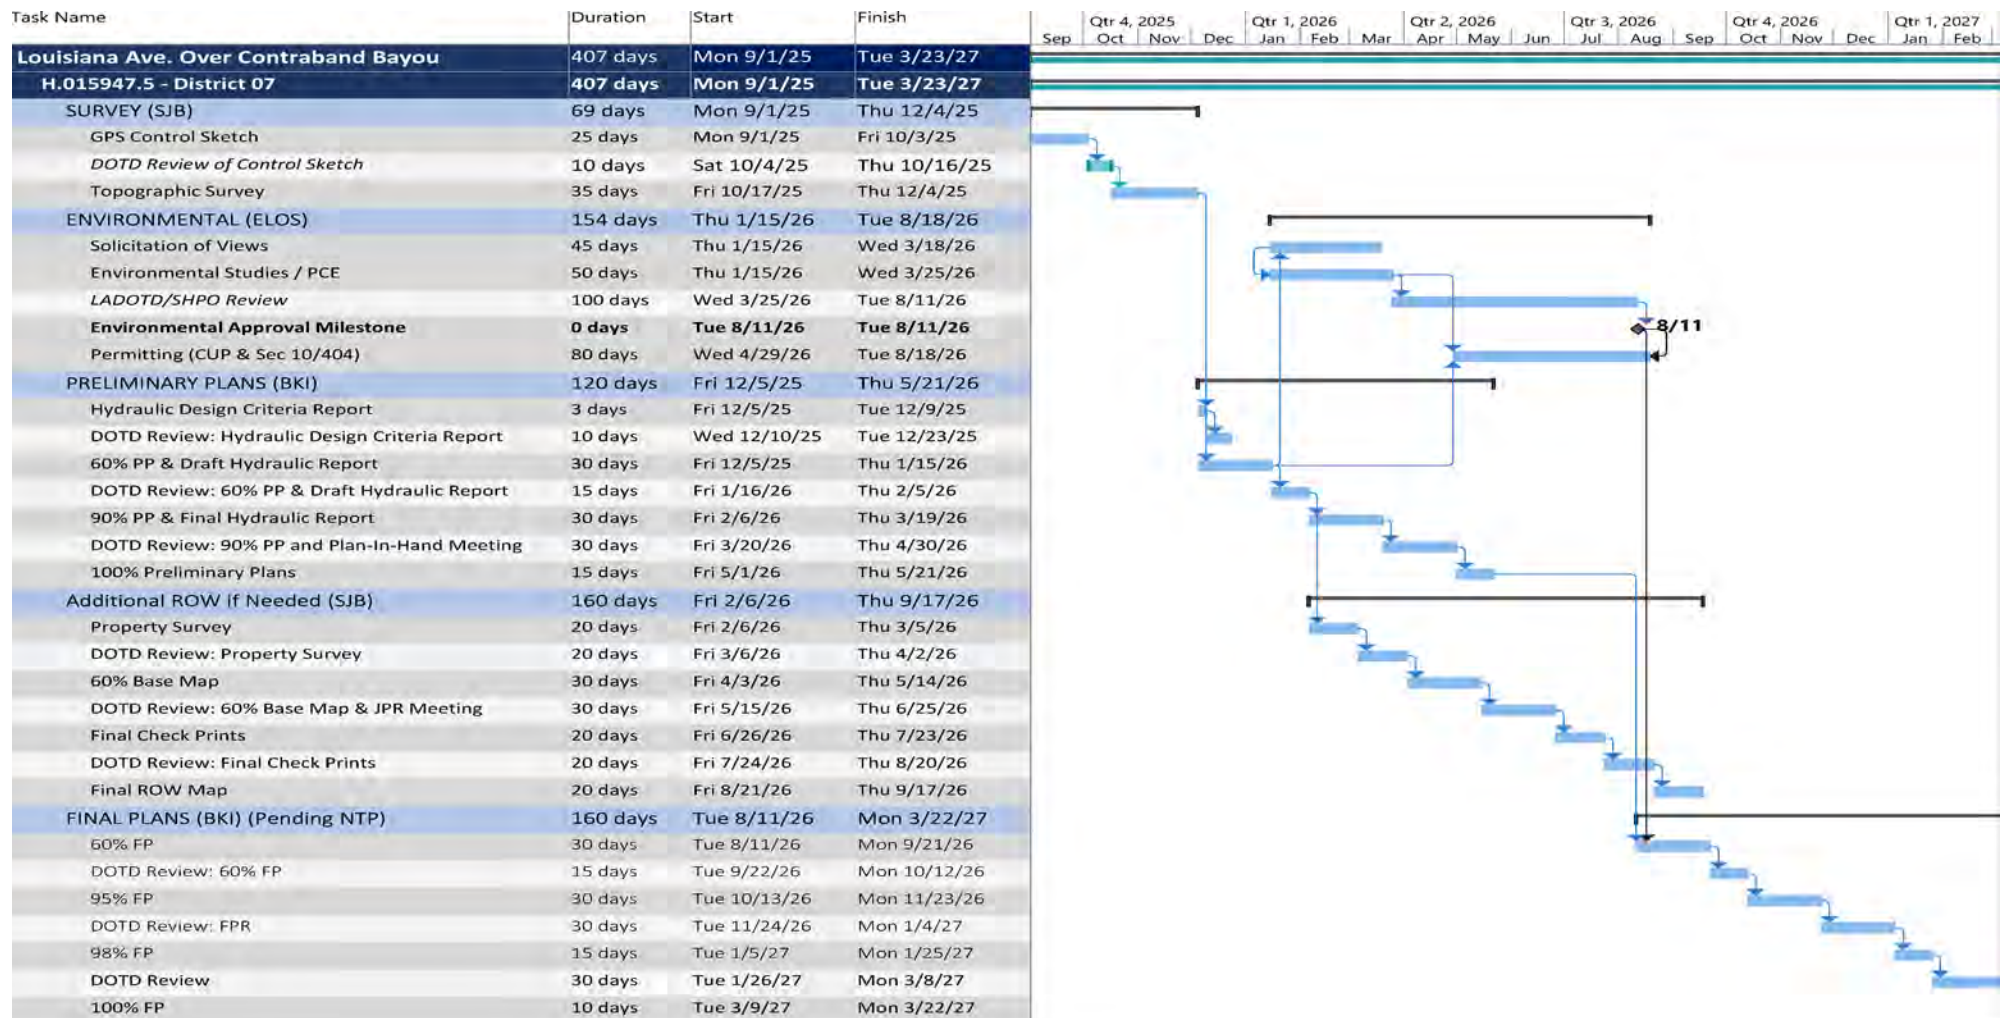 Task Name Duration Start Finish Qtr 4, 2025 Qtr 1, 2026 Qtr 2, 2026 Qtr 3, 2026 Qtr 4, 2026 Qtr 1, 2027
Sep Oct Nov Dec Jan Feb Mar Apr May Jun Jul Aug Sep Oct Nov Dec Jan Feb
Louisiana Ave. Over Contraband Bayou 407 days Mon 9/1/25 Tue 3/23/27
H.015947.5 - District 07 407 days Mon 9/1/25 Tue 3/23/27
SURVEY (SJB) 69 days Mon 9/1/25 Thu 12/4/25
GPS Control Sketch 25 days Mon 9/1/25 Fri 10/3/25
DOTD Review of Control Sketch 10 days Sat 10/4/25 Thu 10/16/25
Topographic Survey 35 days Fri 10/17/25 Thu 12/4/25
ENVIRONMENTAL (ELOS) 154 days Thu 1/15/26 Tue 8/18/26
Solicitation of Views 45 days Thu 1/15/26 Wed 3/18/26
Environmental Studies / PCE 50 days Thu 1/15/26 Wed 3/25/26
LADOTD/SHPO Review 100 days Wed 3/25/26 Tue 8/11/26
Environmental Approval Milestone 0 days Tue 8/11/26 Tue 8/11/26 8/11
Permitting (CUP & Sec 10/404) 80 days Wed 4/29/26 Tue 8/18/26
PRELIMINARY PLANS (BKI) 120 days Fri 12/5/25 Thu 5/21/26
Hydraulic Design Criteria Report 3 days Fri 12/5/25 Tue 12/9/25
DOTD Review: Hydraulic Design Criteria Report 10 days Wed 12/10/25 Tue 12/23/25
60% PP & Draft Hydraulic Report 30 days Fri 12/5/25 Thu 1/15/26
DOTD Review: 60% PP & Draft Hydraulic Report 15 days Fri 1/16/26 Thu 2/5/26
90% PP & Final Hydraulic Report 30 days Fri 2/6/26 Thu 3/19/26
DOTD Review: 90% PP and Plan-In-Hand Meeting 30 days Fri 3/20/26 Thu 4/30/26
100% Preliminary Plans 15 days Fri 5/1/26 Thu 5/21/26
Additional ROW if Needed (SJB) 160 days Fri 2/6/26 Thu 9/17/26
Property Survey 20 days Fri 2/6/26 Thu 3/5/26
DOTD Review: Property Survey 20 days Fri 3/6/26 Thu 4/2/26
60% Base Map 30 days Fri 4/3/26 Thu 5/14/26
DOTD Review: 60% Base Map & JPR Meeting 30 days Fri 5/15/26 Thu 6/25/26
Final Check Prints 20 days Fri 6/26/26 Thu 7/23/26
DOTD Review: Final Check Prints 20 days Fri 7/24/26 Thu 8/20/26
Final ROW Map 20 days Fri 8/21/26 Thu 9/17/26
FINAL PLANS (BKI) (Pending NTP) 160 days Tue 8/11/26 Mon 3/22/27
60% FP 30 days Tue 8/11/26 Mon 9/21/26
DOTD Review: 60% FP 15 days Tue 9/22/26 Mon 10/12/26
95% FP 30 days Tue 10/13/26 Mon 11/23/26
DOTD Review: FPR 30 days Tue 11/24/26 Mon 1/4/27
98% FP 15 days Tue 1/5/27 Mon 1/25/27
DOTD Review 30 days Tue 1/26/27 Mon 3/8/27
100% FP 10 days Tue 3/9/27 Mon 3/22/27